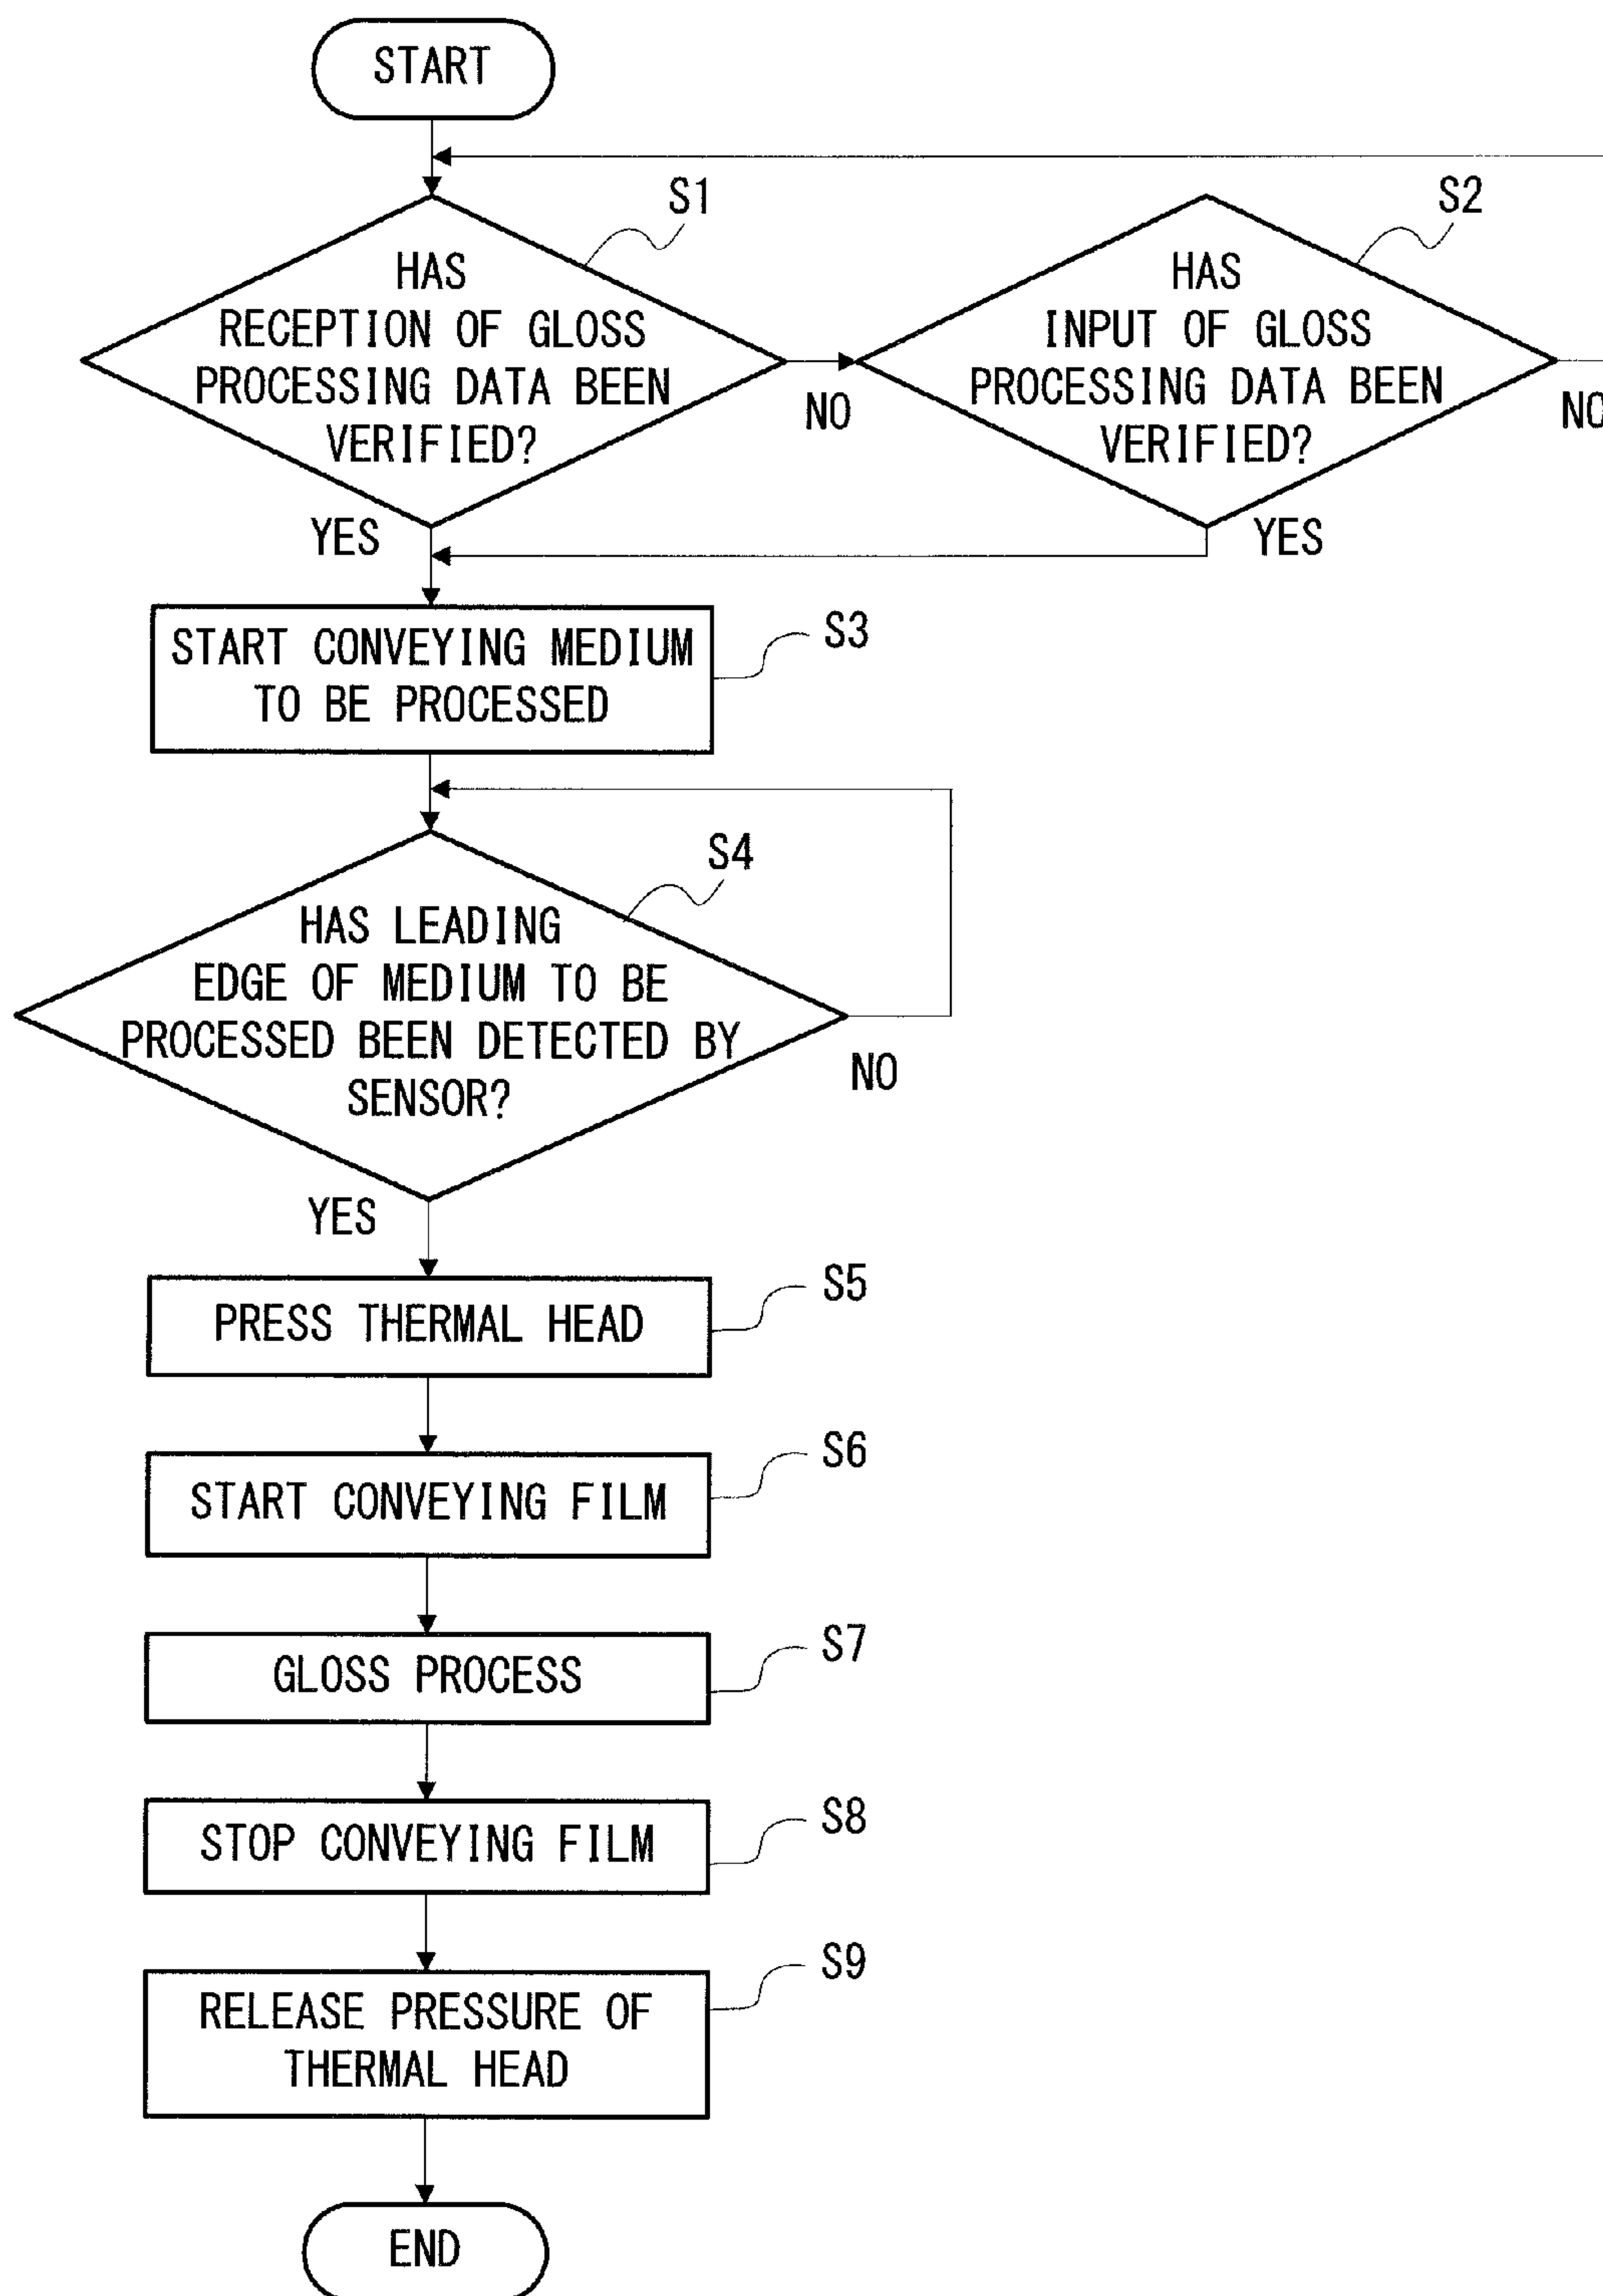 START
S1
HAS
RECEPTION OF GLOSS
PROCESSING DATA BEEN
VERIFIED?
NO
YES
S2
HAS
INPUT OF GLOSS
PROCESSING DATA BEEN
VERIFIED?
NO
YES
S3
START CONVEYING MEDIUM
TO BE PROCESSED
S4
HAS LEADING
EDGE OF MEDIUM TO BE
PROCESSED BEEN DETECTED BY
SENSOR?
NO
YES
S5
PRESS THERMAL HEAD
S6
START CONVEYING FILM
S7
GLOSS PROCESS
S8
STOP CONVEYING FILM
S9
RELEASE PRESSURE OF
THERMAL HEAD
END